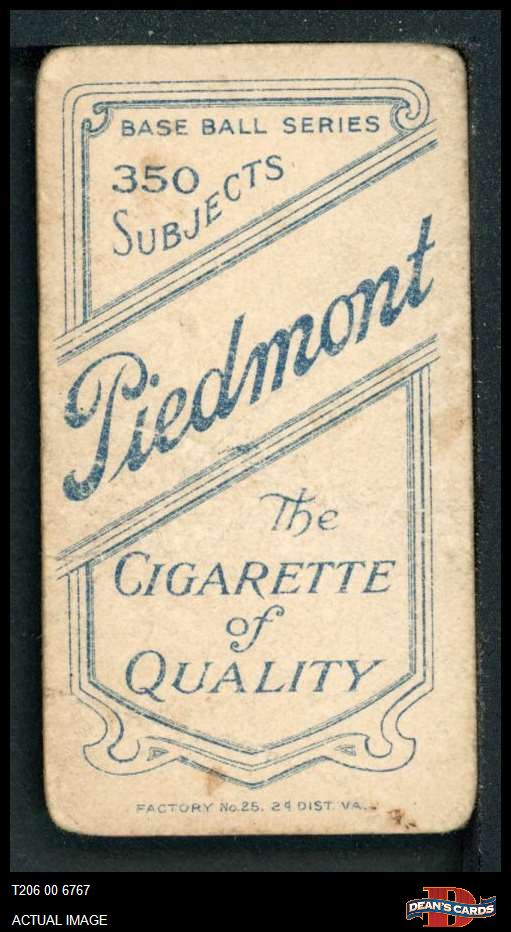 BASE BALL SERIES
350
SUBJECTS
Piedmont
The
CIGARETTE
of
QUALITY
FACTORY No. 25. 2d DIST. VA.
T206 00 6767
ACTUAL IMAGE
D
DEAN'S CARDS